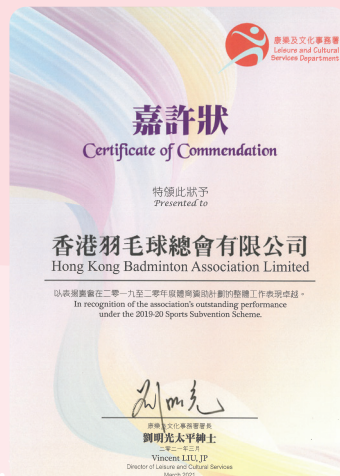 康樂及文化事務署
Leisure and Cultural
Services Department
嘉許狀
Certificate of Commendation
特頒此狀予
Presented to
香港羽毛球總會有限公司
Hong Kong Badminton Association Limited
以表揚貴會在二零一九至二零年度體育資助計劃的整體工作表現卓越。
In recognition of the association's outstanding performance
under the 2019-20 Sports Subvention Scheme.
康樂及文化事務署署長
劉明光太平紳士
二零二一年三月
Vincent LIU, JP
Director of Leisure and Cultural Services
March 2021